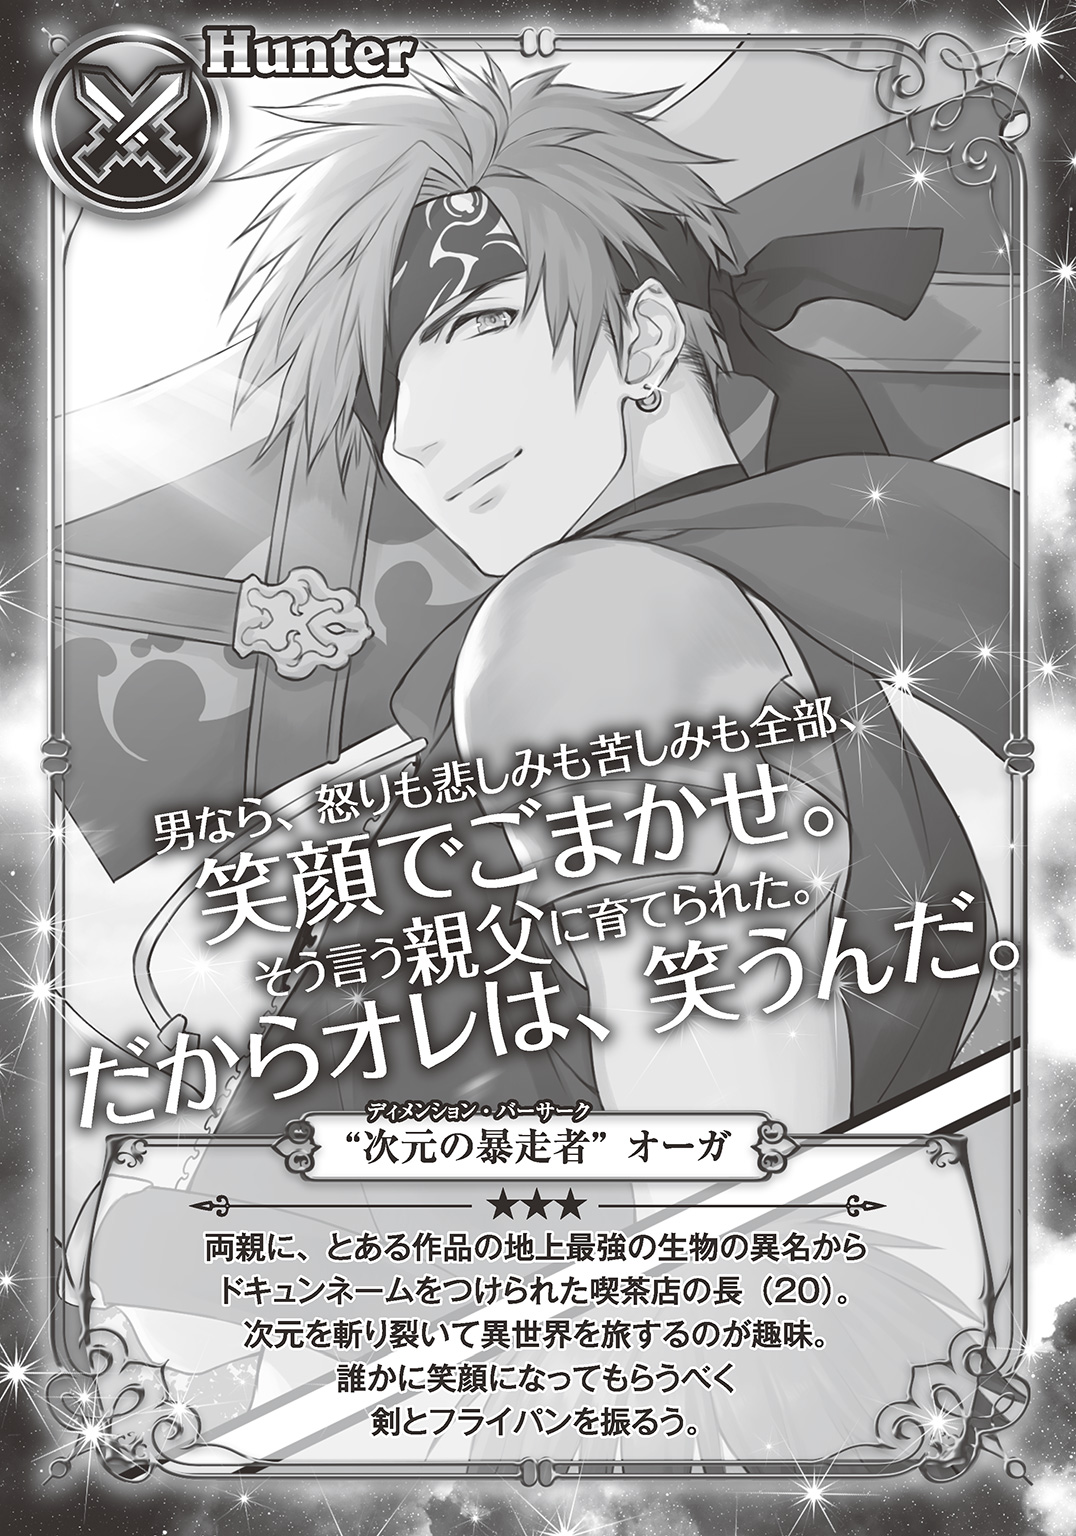 Hunter
男なら、怒りも悲しみも苦しみも全部、
笑顔でごまかせ。
そう言う親父に育てられた。
だからオレは、笑うんだ。
ディメンション・バーサーク
“次元の暴走者”オーガ
★★★
両親に、とある作品の地上最強の生物の異名から
ドキュンネームをつけられた喫茶店の長（20）。
次元を斬り裂いて異世界を旅するのが趣味。
誰かに笑顔になってもらうべく
剣とフライパンを振るう。